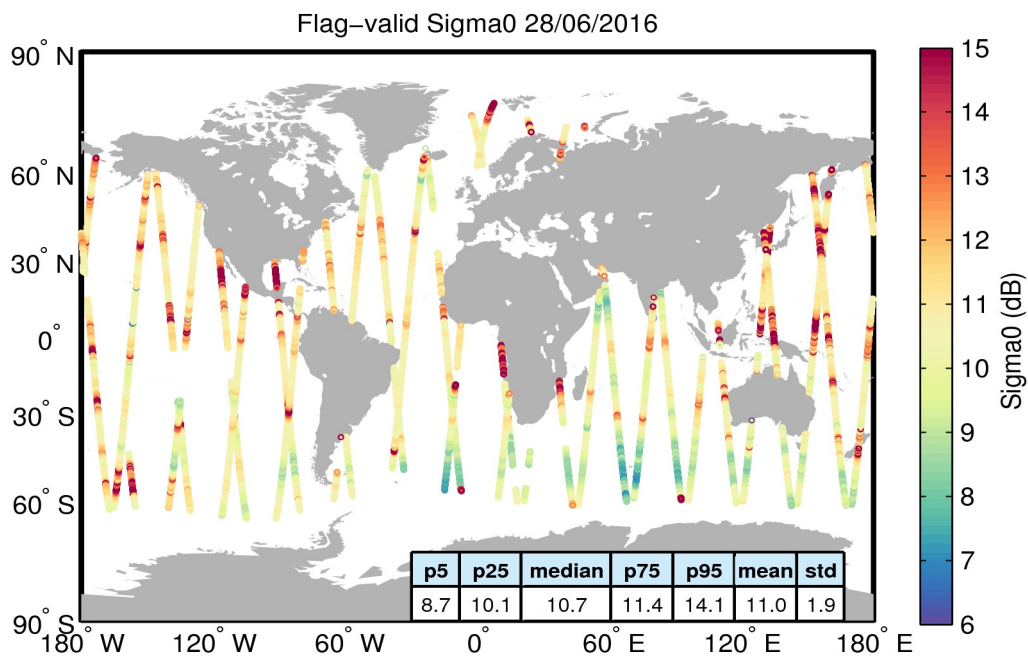 Flag−valid Sigma0 28/06/2016
90° N
60° N
30° N
0°
30° S
60° S
90° S
180° W
120° W
60° W
0°
60° E
120° E
180° E
p5 p25 median p75 p95 mean std
8.7 10.1 10.7 11.4 14.1 11.0 1.9
15
14
13
12
11
10
9
8
7
6
Sigma0 (dB)